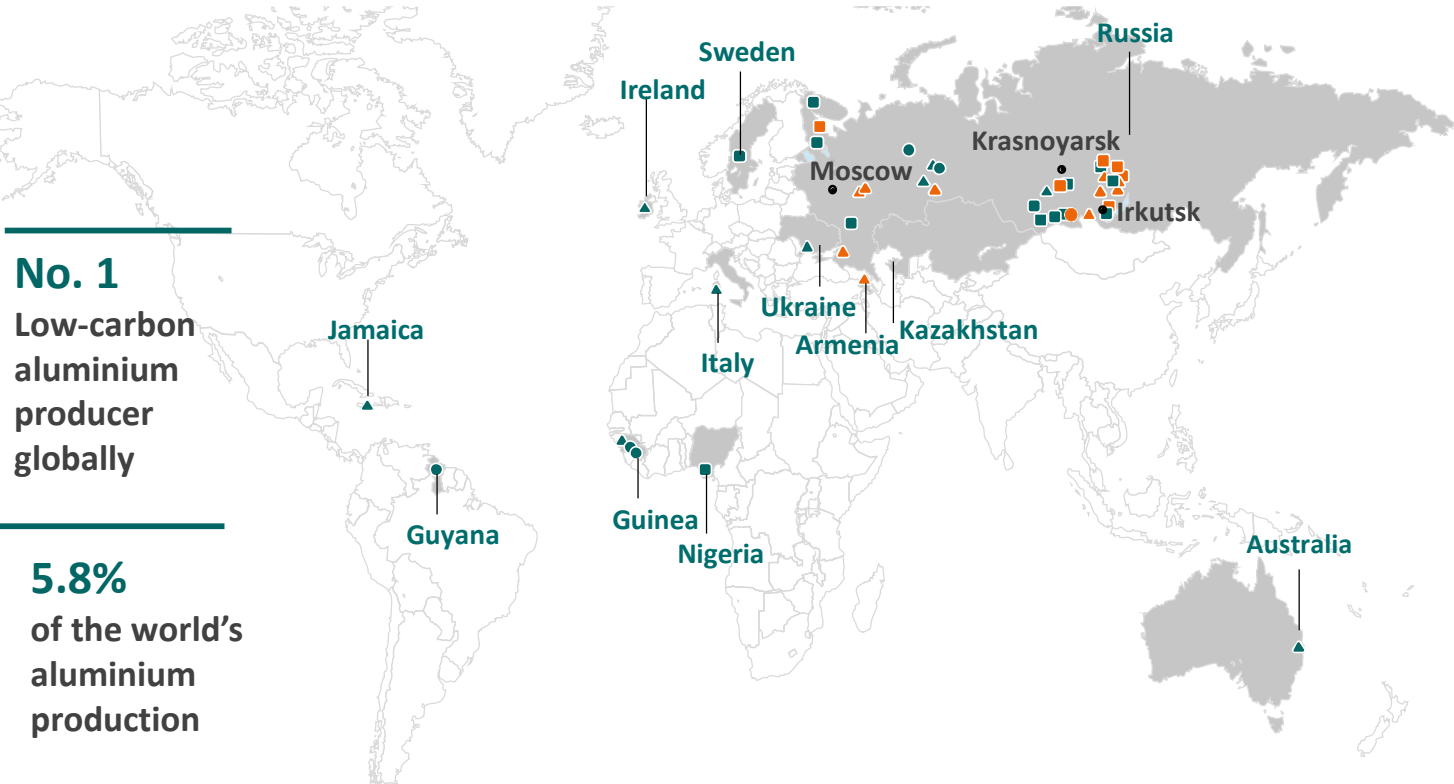 No. 1
Low-carbon
aluminium
producer
globally
5.8%
of the world's
aluminium
production
Russia
Sweden
Ireland
Krasnoyarsk
Moscow
Irkutsk
Ukraine
Kazakhstan
Armenia
Italy
Jamaica
Guyana
Guinea
Nigeria
Australia